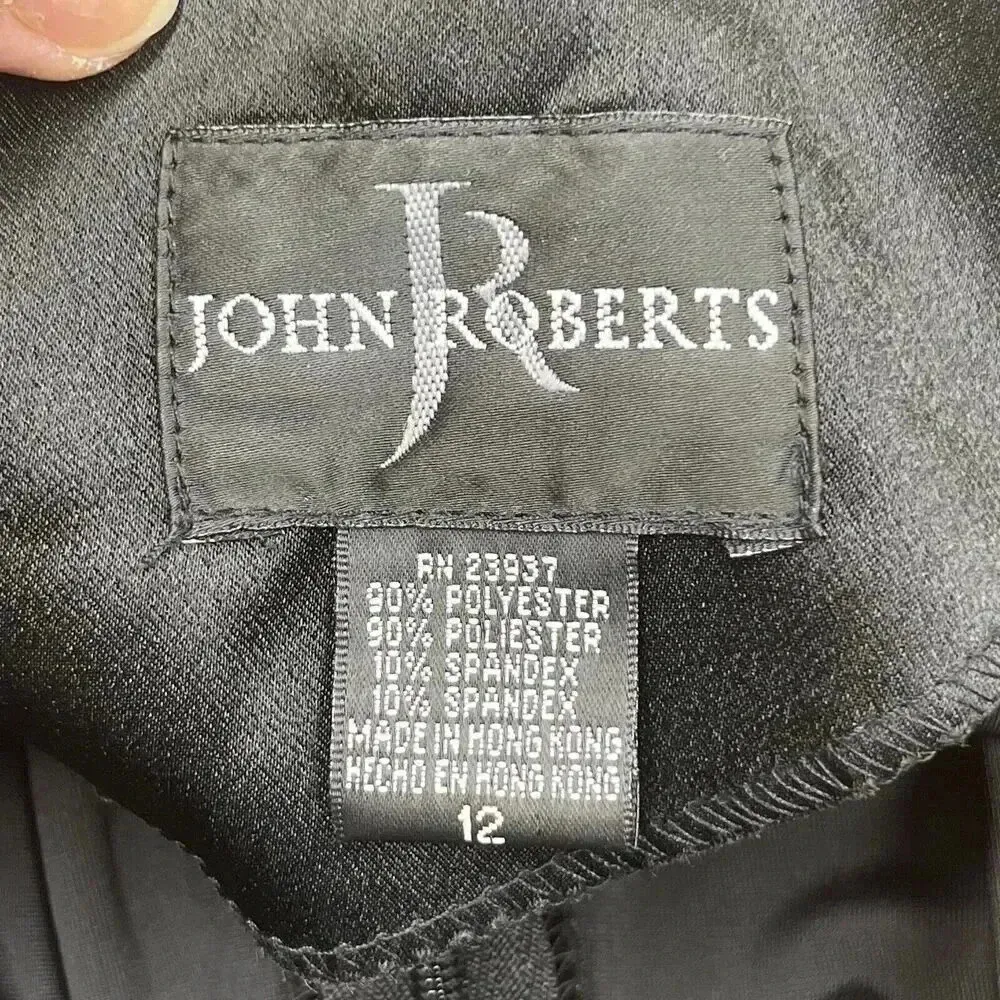 JR
JOHN ROBERTS
RN 23937
90% POLYESTER
90% POLIESTER
10% SPANDEX
10% SPANDEX
MADE IN HONG KONG
HECHO EN HONG KONG
12